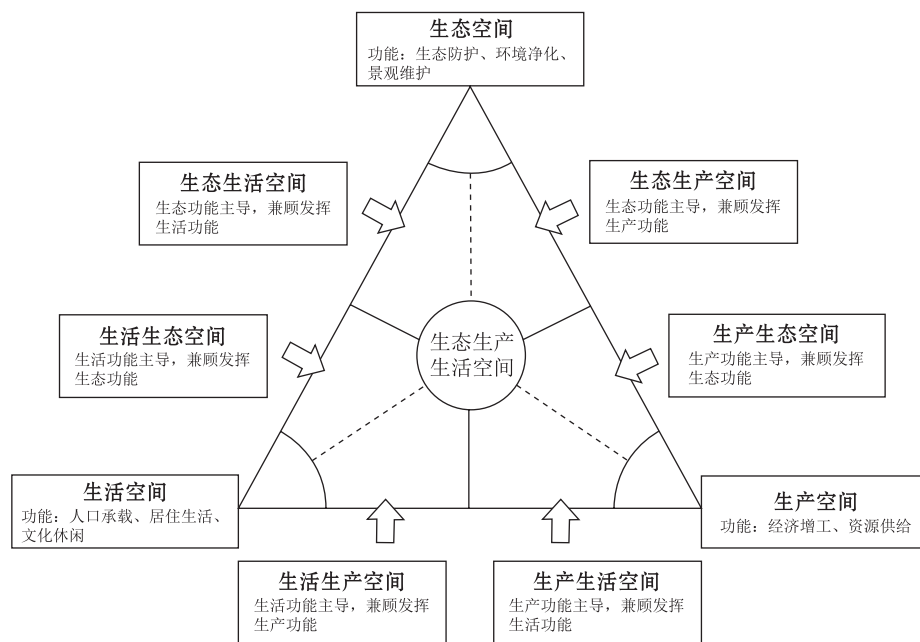 生态空间
功能：生态防护、环境净化、
景观维护
生态生活空间
生态功能主导，兼顾发挥
生活功能
生态生产空间
生态功能主导，兼顾发挥
生产功能
生活生态空间
生活功能主导，兼顾发挥
生态功能
生态生产
生活空间
生产生态空间
生产功能主导，兼顾发挥
生态功能
生活空间
功能：人口承载、居住生活、
文化休闲
生产空间
功能：经济增工、资源供给
生活生产空间
生活功能主导，兼顾发挥
生产功能
生产生活空间
生产功能主导，兼顾发挥
生活功能